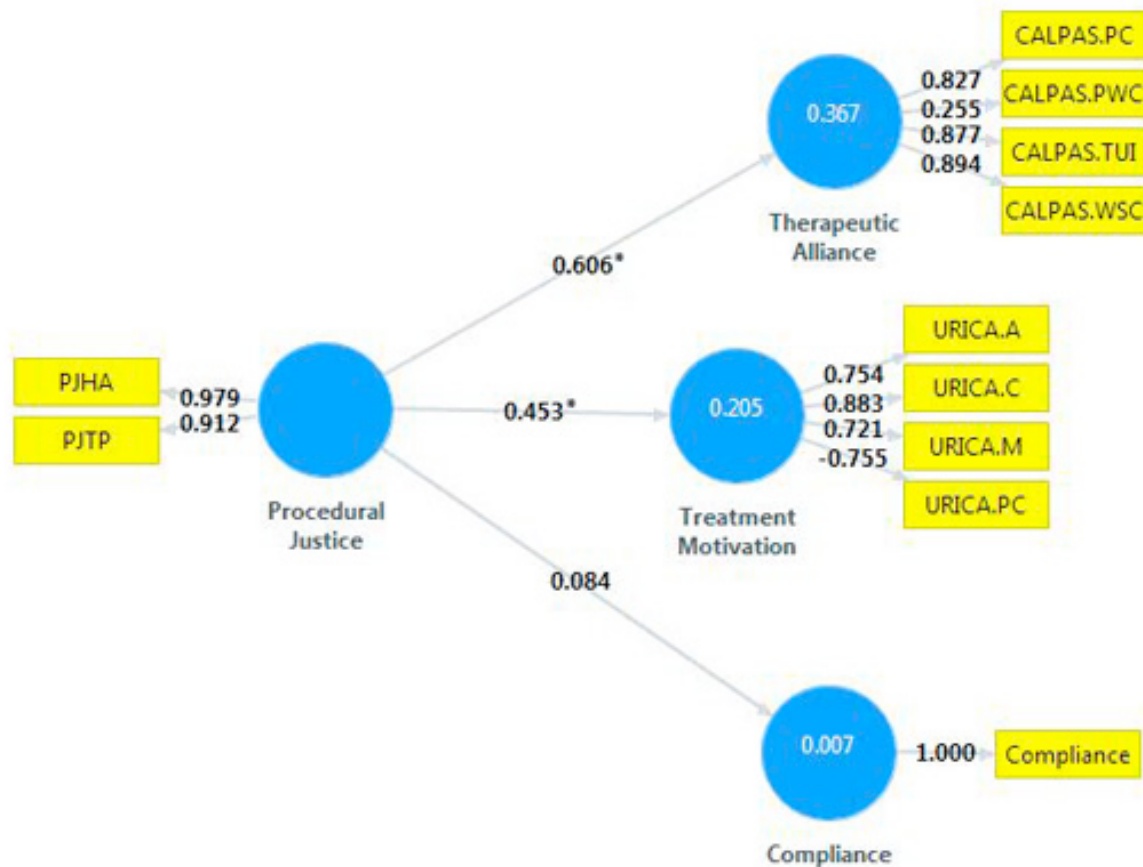 CALPAS.PC
0.827
CALPAS.PWC
0.255
0.367
0.877
CALPAS.TUI
0.894
CALPAS.WSC
Therapeutic
Alliance
0.606*
URICA.A
PJHA
0.754
0.979
URICA.C
0.453*
0.205
0.883
0.912
0.721
PJTP
URICA.M
-0.755
URICA.PC
Procedural
Justice
Treatment
Motivation
0.084
0.007
1.000
Compliance
Compliance